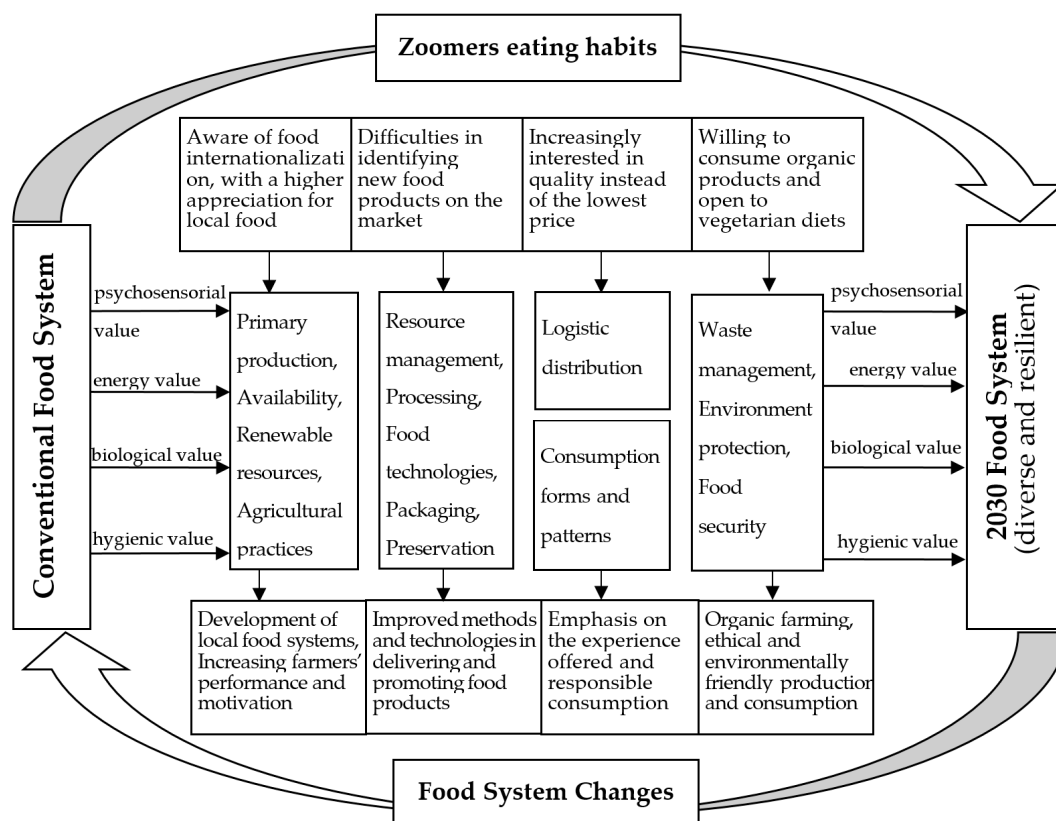 Zoomers eating habits
Aware of food
internationalizati
on, with a higher
appreciation for
local food
Difficulties in
identifying
new food
products on the
market
Increasingly
interested in
quality instead
of the lowest
price
Willing to
consume organic
products and
open to
vegetarian diets
Conventional Food System
psychosensorial
value
energy value
biological value
hygienic value
Primary
production,
Availability,
Renewable
resources,
Agricultural
practices
Resource
management,
Processing,
Food
technologies,
Packaging,
Preservation
Logistic
distribution
Consumption
forms and
patterns
Waste
management,
Environment
protection,
Food
security
psychosensorial
value
energy value
biological value
hygienic value
2030 Food System
(diverse and resilient)
Development of
local food systems,
Increasing farmers’
performance and
motivation
Improved methods
and technologies in
delivering and
promoting food
products
Emphasis on
the experience
offered and
responsible
consumption
Organic farming,
ethical and
environmentally
friendly production
and consumption
Food System Changes